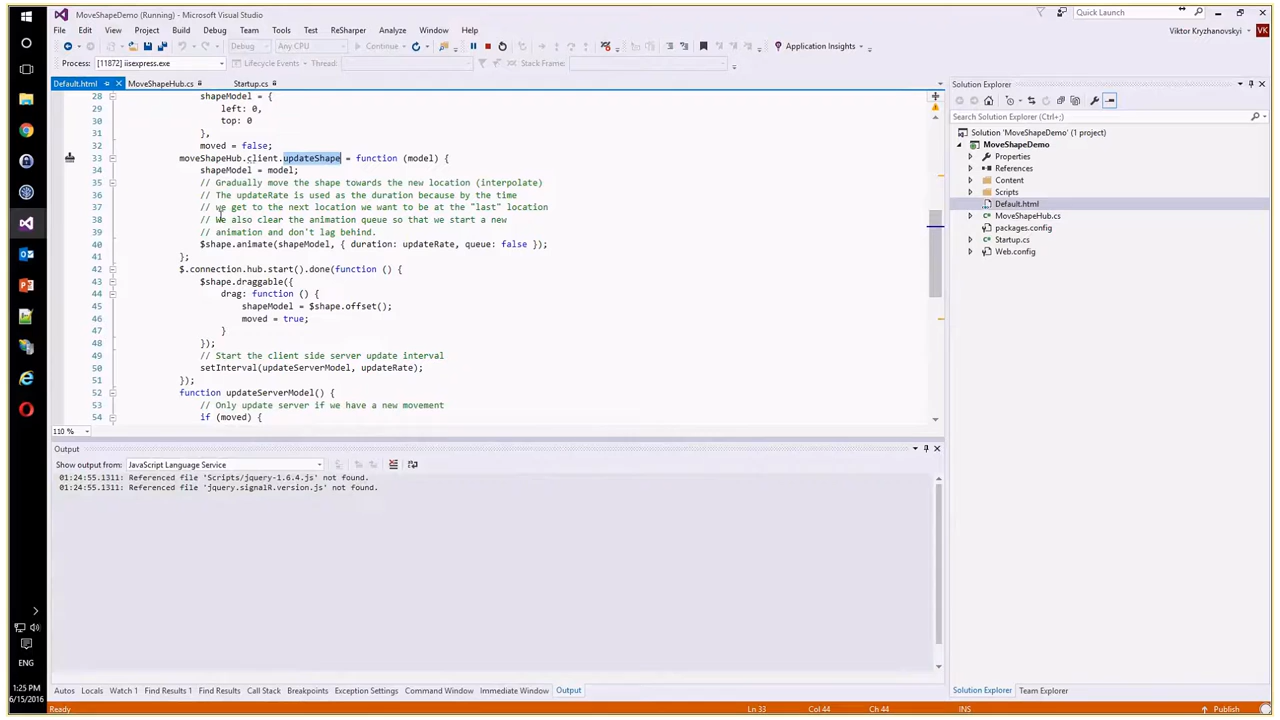 MoveShapeDemo (Running) - Microsoft Visual Studio
Quick Launch (Ctrl+Q)
File Edit View Project Build Debug Team Tools Test ReSharper Analyze Window Help
Viktor Kryzhanovskyi VK
Debug Any CPU Continue Application Insights
Process: [11872] iisexpress.exe Lifecycle Events Thread: Stack Frame:
Default.html MoveShapeHub.cs Startup.cs
28 shapeModel = {
29 left: 0,
30 top: 0
31 },
32 moved = false;
33 moveShapeHub.client.updateShape = function (model) {
34 shapeModel = model;
35 // Gradually move the shape towards the new location (interpolate)
36 // The updateRate is used as the duration because by the time
37 // we get to the next location we want to be at the "last" location
38 // We also clear the animation queue so that we start a new
39 // animation and don't lag behind.
40 $shape.animate(shapeModel, { duration: updateRate, queue: false });
41 };
42 $.connection.hub.start().done(function () {
43 $shape.draggable({
44 drag: function () {
45 shapeModel = $shape.offset();
46 moved = true;
47 }
48 });
49 // Start the client side server update interval
50 setInterval(updateServerModel, updateRate);
51 });
52 function updateServerModel() {
53 // Only update server if we have a new movement
54 if (moved) {
110 %
Output
Show output from: JavaScript Language Service
01:24:55.1311: Referenced file 'Scripts/jquery-1.6.4.js' not found.
01:24:55.1311: Referenced file 'jquery.signalR.version.js' not found.
Autos Locals Watch 1 Find Results 1 Find Results Call Stack Breakpoints Exception Settings Command Window Immediate Window Output
Solution Explorer
Search Solution Explorer (Ctrl+;)
Solution 'MoveShapeDemo' (1 project)
MoveShapeDemo
Properties
References
Content
Scripts
Default.html
MoveShapeHub.cs
packages.config
Startup.cs
Web.config
Solution Explorer Team Explorer
Ready Ln 33 Col 44 Ch 44 INS Publish
ENG
1:25 PM
6/15/2016